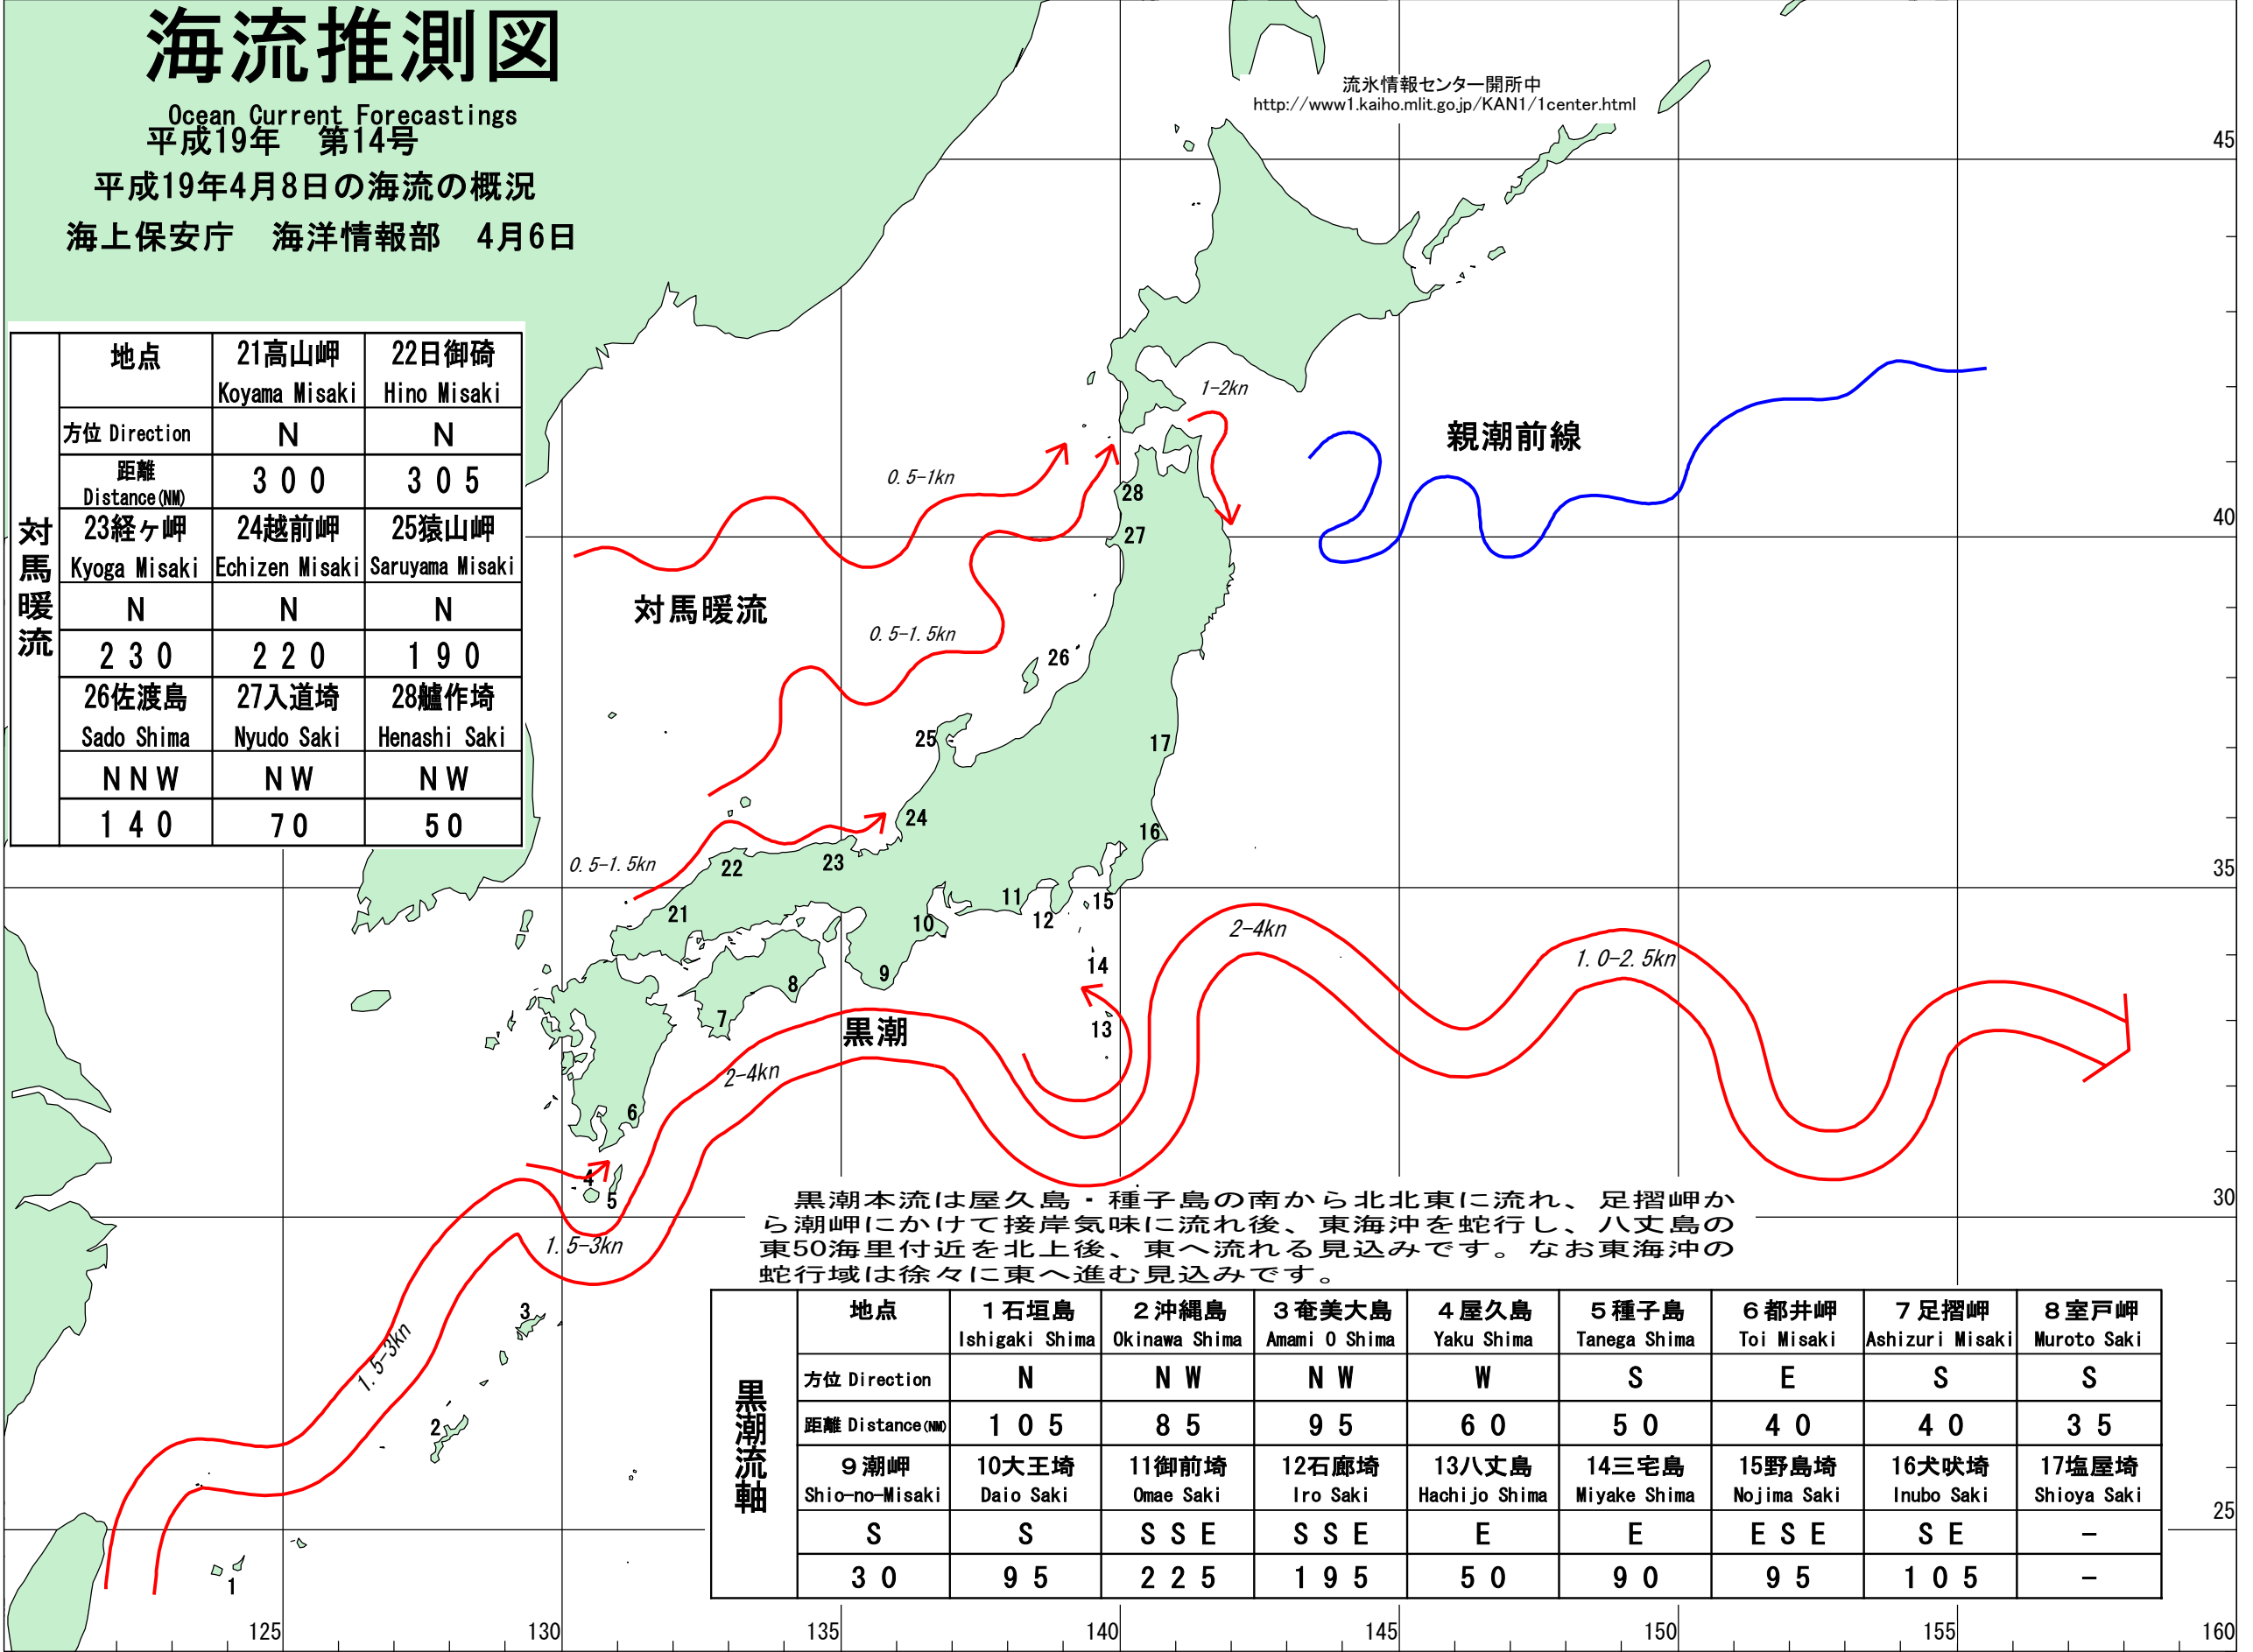 海流推測図
Ocean Current Forecastings
平成19年　第14号
平成19年4月8日の海流の概況
海上保安庁　海洋情報部　4月6日
流氷情報センター開所中
http://www1.kaiho.mlit.go.jp/KAN1/1center.html
対馬暖流
地点 21高山岬 22日御碕
Koyama Misaki Hino Misaki
方位 Direction N N
距離 Distance(NM) 300 305
23経ヶ岬 24越前岬 25猿山岬
Kyoga Misaki Echizen Misaki Saruyama Misaki
N N N
230 220 190
26佐渡島 27入道埼 28艫作埼
Sado Shima Nyudo Saki Henashi Saki
NNW NW NW
140 70 50
45
40
35
30
25
1-2kn
親潮前線
0.5-1kn
28
27
対馬暖流
0.5-1.5kn
26
25
17
24
16
0.5-1.5kn
22
23
21
11
15
12
10
2-4kn
1.0-2.5kn
14
9
8
7
黒潮
13
2-4kn
6
4
5
1.5-3kn
3
1.5-3kn
2
1
黒潮本流は屋久島・種子島の南から北北東に流れ、足摺岬か
ら潮岬にかけて接岸気味に流れ後、東海沖を蛇行し、八丈島の
東50海里付近を北上後、東へ流れる見込みです。なお東海沖の
蛇行域は徐々に東へ進む見込みです。
黒潮流軸
地点 1石垣島 2沖縄島 3奄美大島 4屋久島 5種子島 6都井岬 7足摺岬 8室戸岬
Ishigaki Shima Okinawa Shima Amami O Shima Yaku Shima Tanega Shima Toi Misaki Ashizuri Misaki Muroto Saki
方位 Direction N NW NW W S E S S
距離 Distance(NM) 105 85 95 60 50 40 40 35
9潮岬 10大王埼 11御前埼 12石廊埼 13八丈島 14三宅島 15野島埼 16犬吠埼 17塩屋埼
Shio-no-Misaki Daio Saki Omae Saki Iro Saki Hachijo Shima Miyake Shima Nojima Saki Inubo Saki Shioya Saki
S S SSE SSE E E ESE SE －
30 95 225 195 50 90 95 105 －
125 130 135 140 145 150 155 160